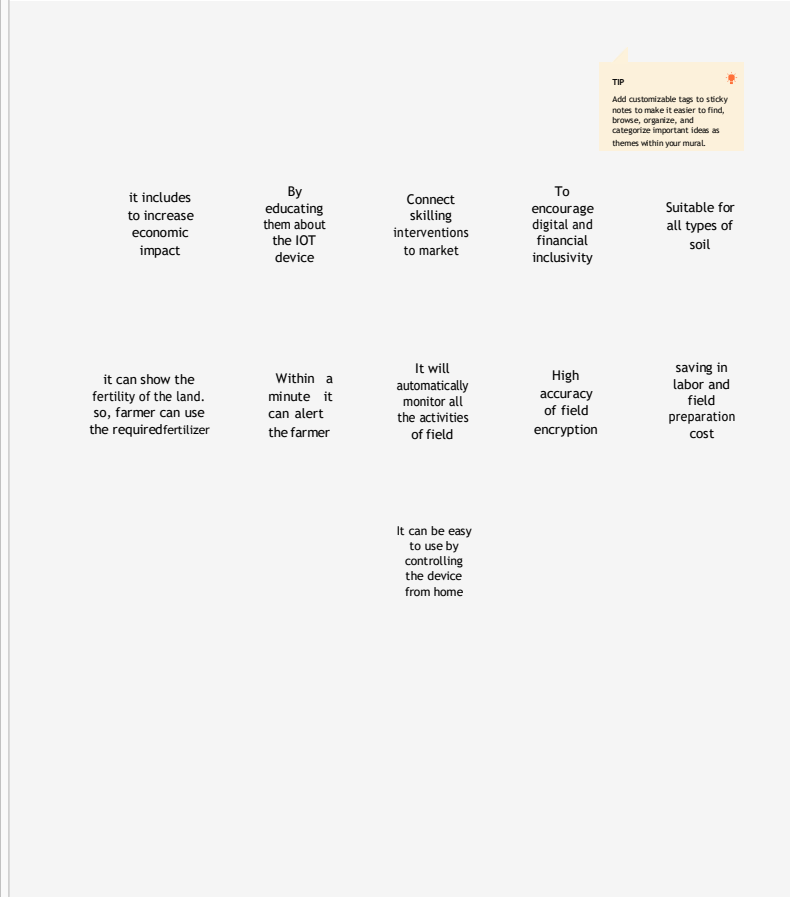 TIP
Add customizable tags to sticky
notes to make it easier to find,
browse, organize, and
categorize important ideas as
themes within your mural.
it includes
to increase
economic
impact
By
educating
them about
the IOT
device
Connect
skilling
interventions
to market
To
encourage
digital and
financial
inclusivity
Suitable for
all types of
soil
it can show the
fertility of the land.
so, farmer can use
the requiredfertilizer
Within a
minute it
can alert
the farmer
It will
automatically
monitor all
the activities
of field
High
accuracy
of field
encryption
saving in
labor and
field
preparation
cost
It can be easy
to use by
controlling
the device
from home